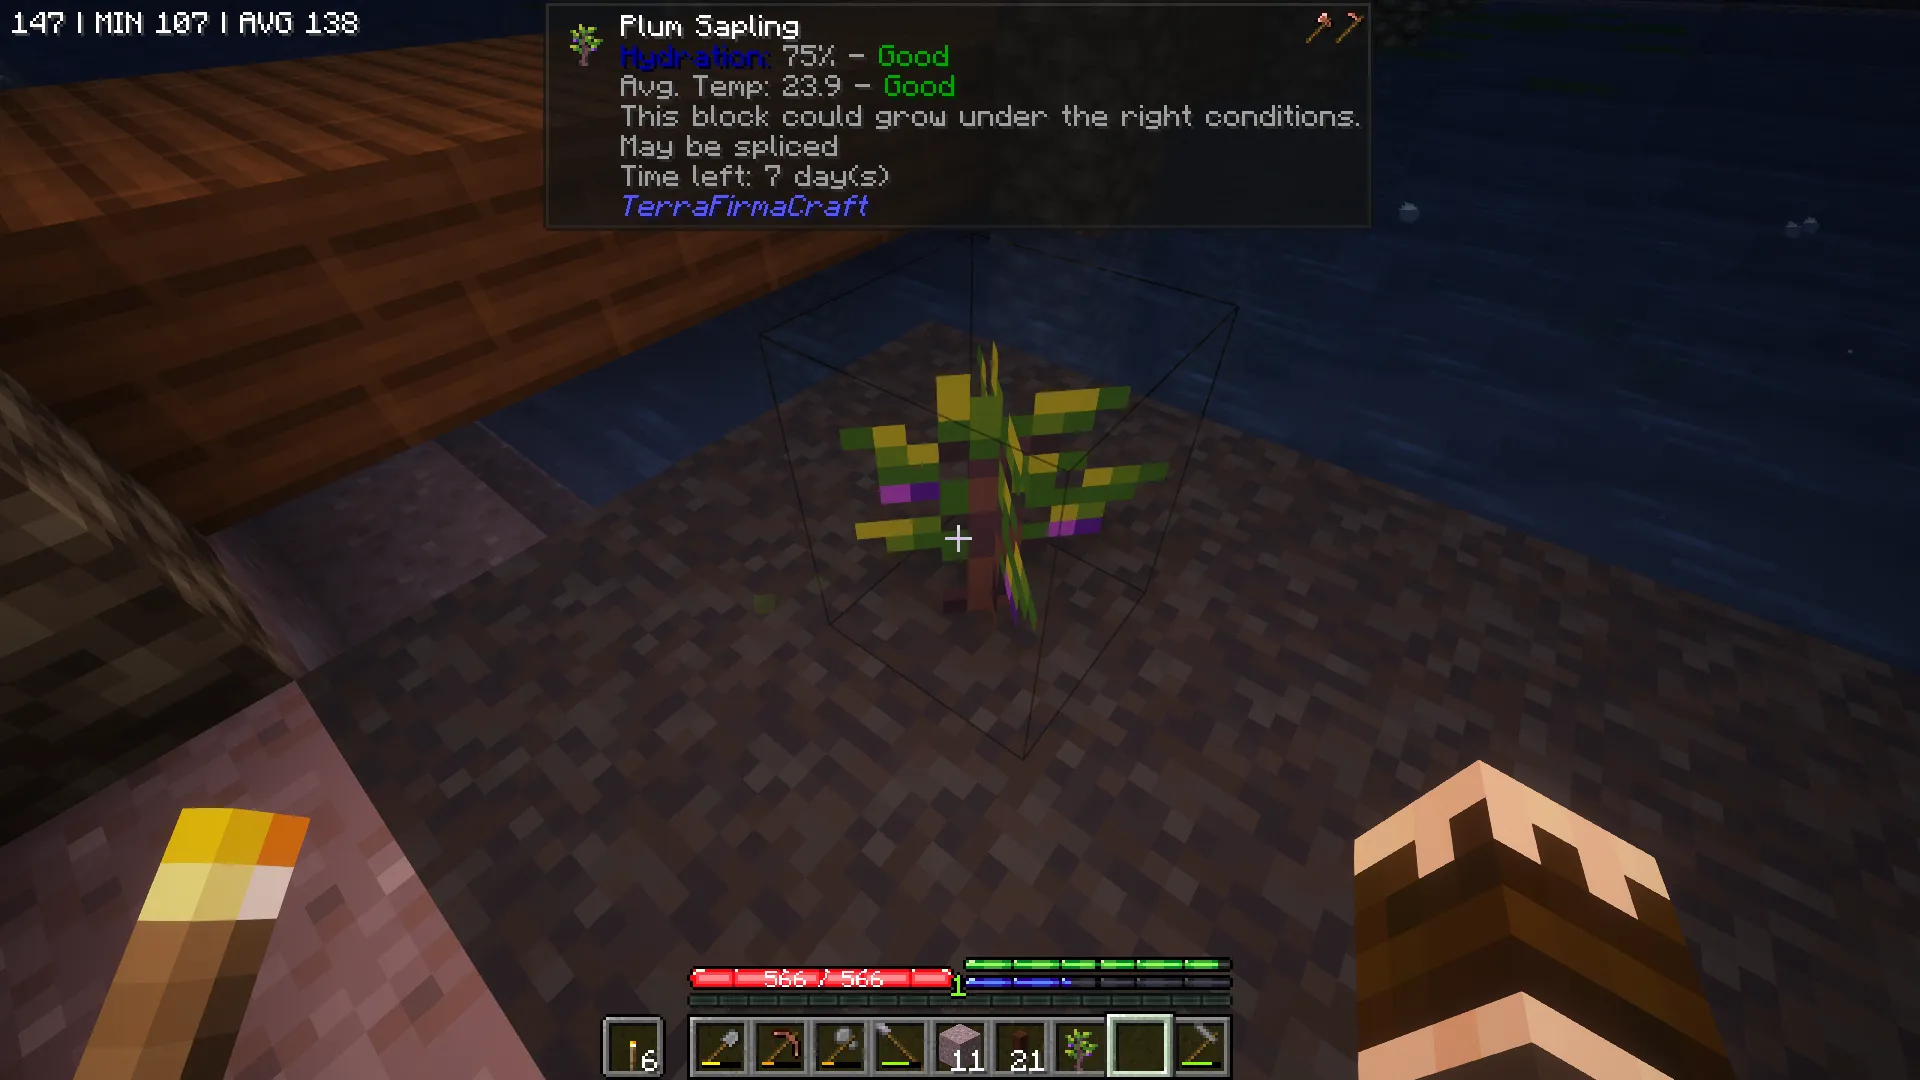 147 | MIN 107 | AVG 138
Plum Sapling
Hydration: 75% - Good
Avg. Temp: 23.9 - Good
This block could grow under the right conditions.
May be spliced
Time left: 7 day(s)
TerraFirmaCraft
566 / 566
1
6
11
21